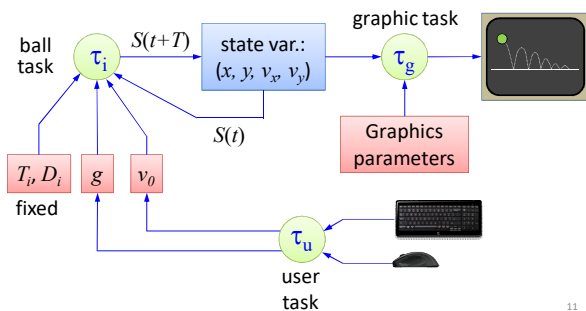 graphic task
ball
task
τi
S(t+T)
state var.:
(x, y, vx, vy)
τg
S(t)
Graphics
parameters
Ti, Di
g
v0
fixed
τu
user
task
11